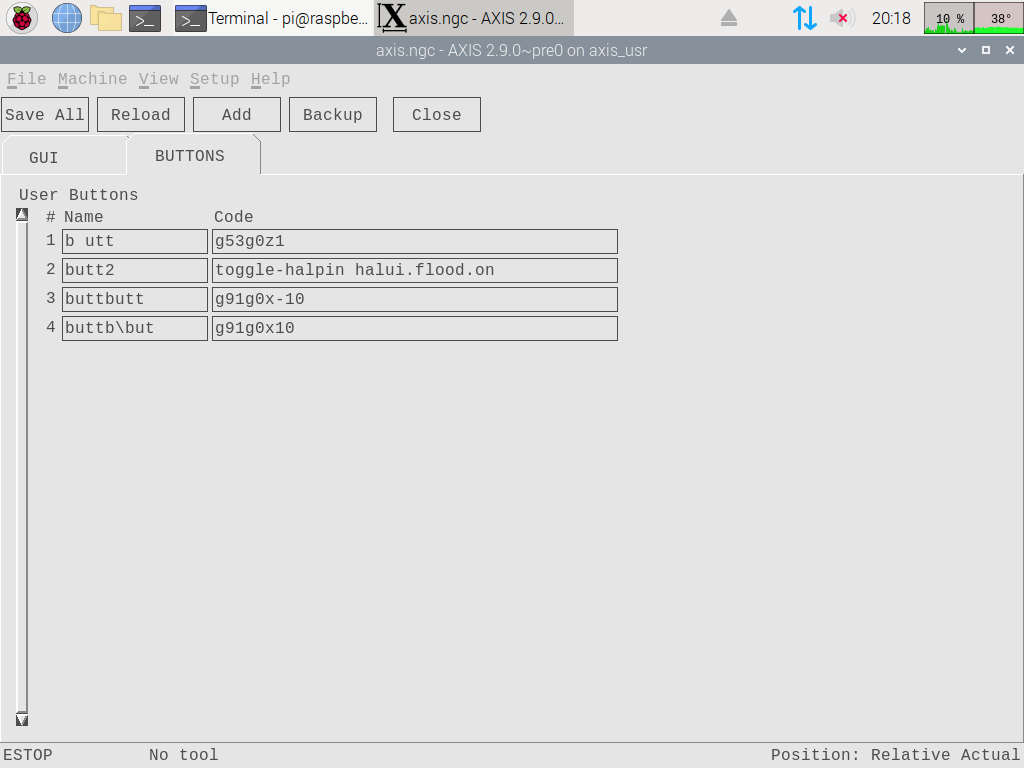 Terminal - pi@raspbe... axis.ngc - AXIS 2.9.0... 20:18 10 % 38°
axis.ngc - AXIS 2.9.0~pre0 on axis_usr
File Machine View Setup Help
Save All Reload Add Backup Close
GUI BUTTONS
User Buttons
# Name Code
1 b utt g53g0z1
2 butt2 toggle-halpin halui.flood.on
3 buttbutt g91g0x-10
4 buttb\but g91g0x10
ESTOP No tool Position: Relative Actual